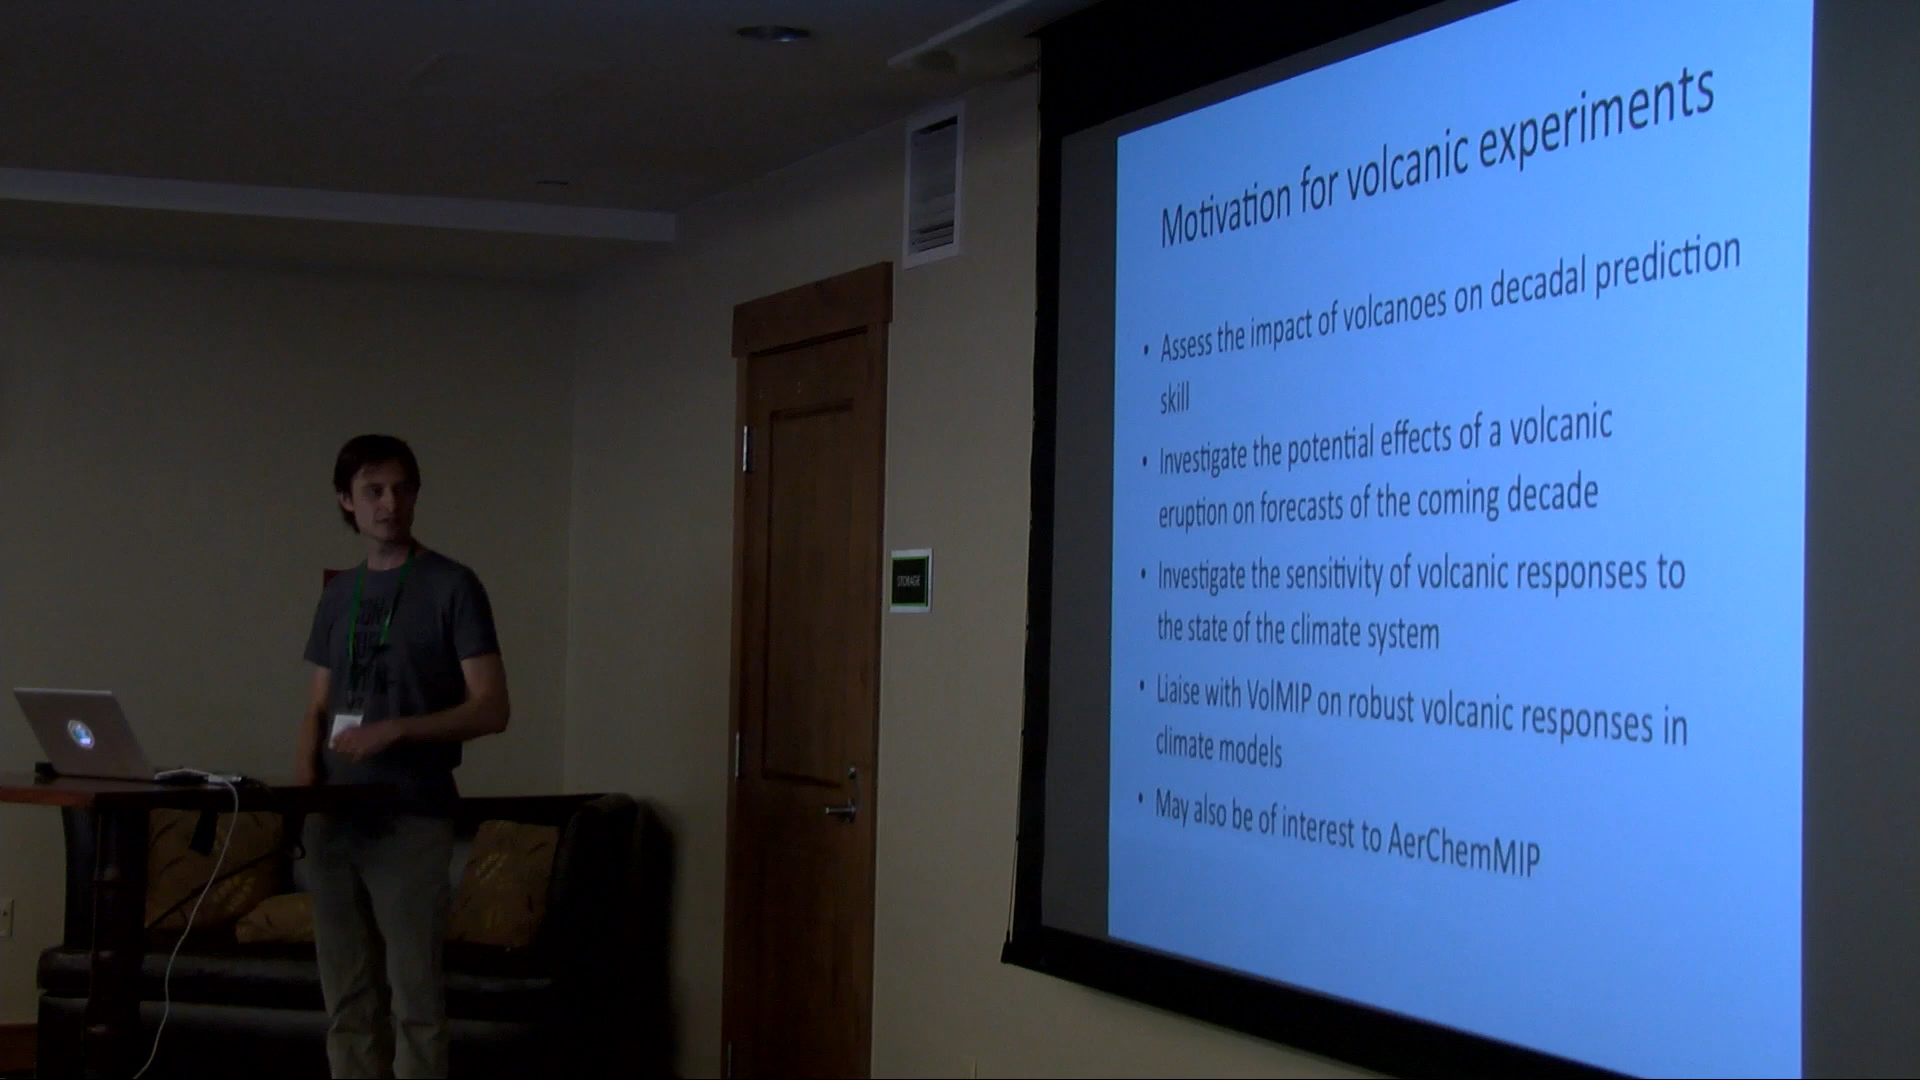 Motivation for volcanic experiments
• Assess the impact of volcanoes on decadal prediction
skill
• Investigate the potential effects of a volcanic
eruption on forecasts of the coming decade
• Investigate the sensitivity of volcanic responses to
the state of the climate system
• Liaise with VolMIP on robust volcanic responses in
climate models
• May also be of interest to AerChemMIP
STORAGE